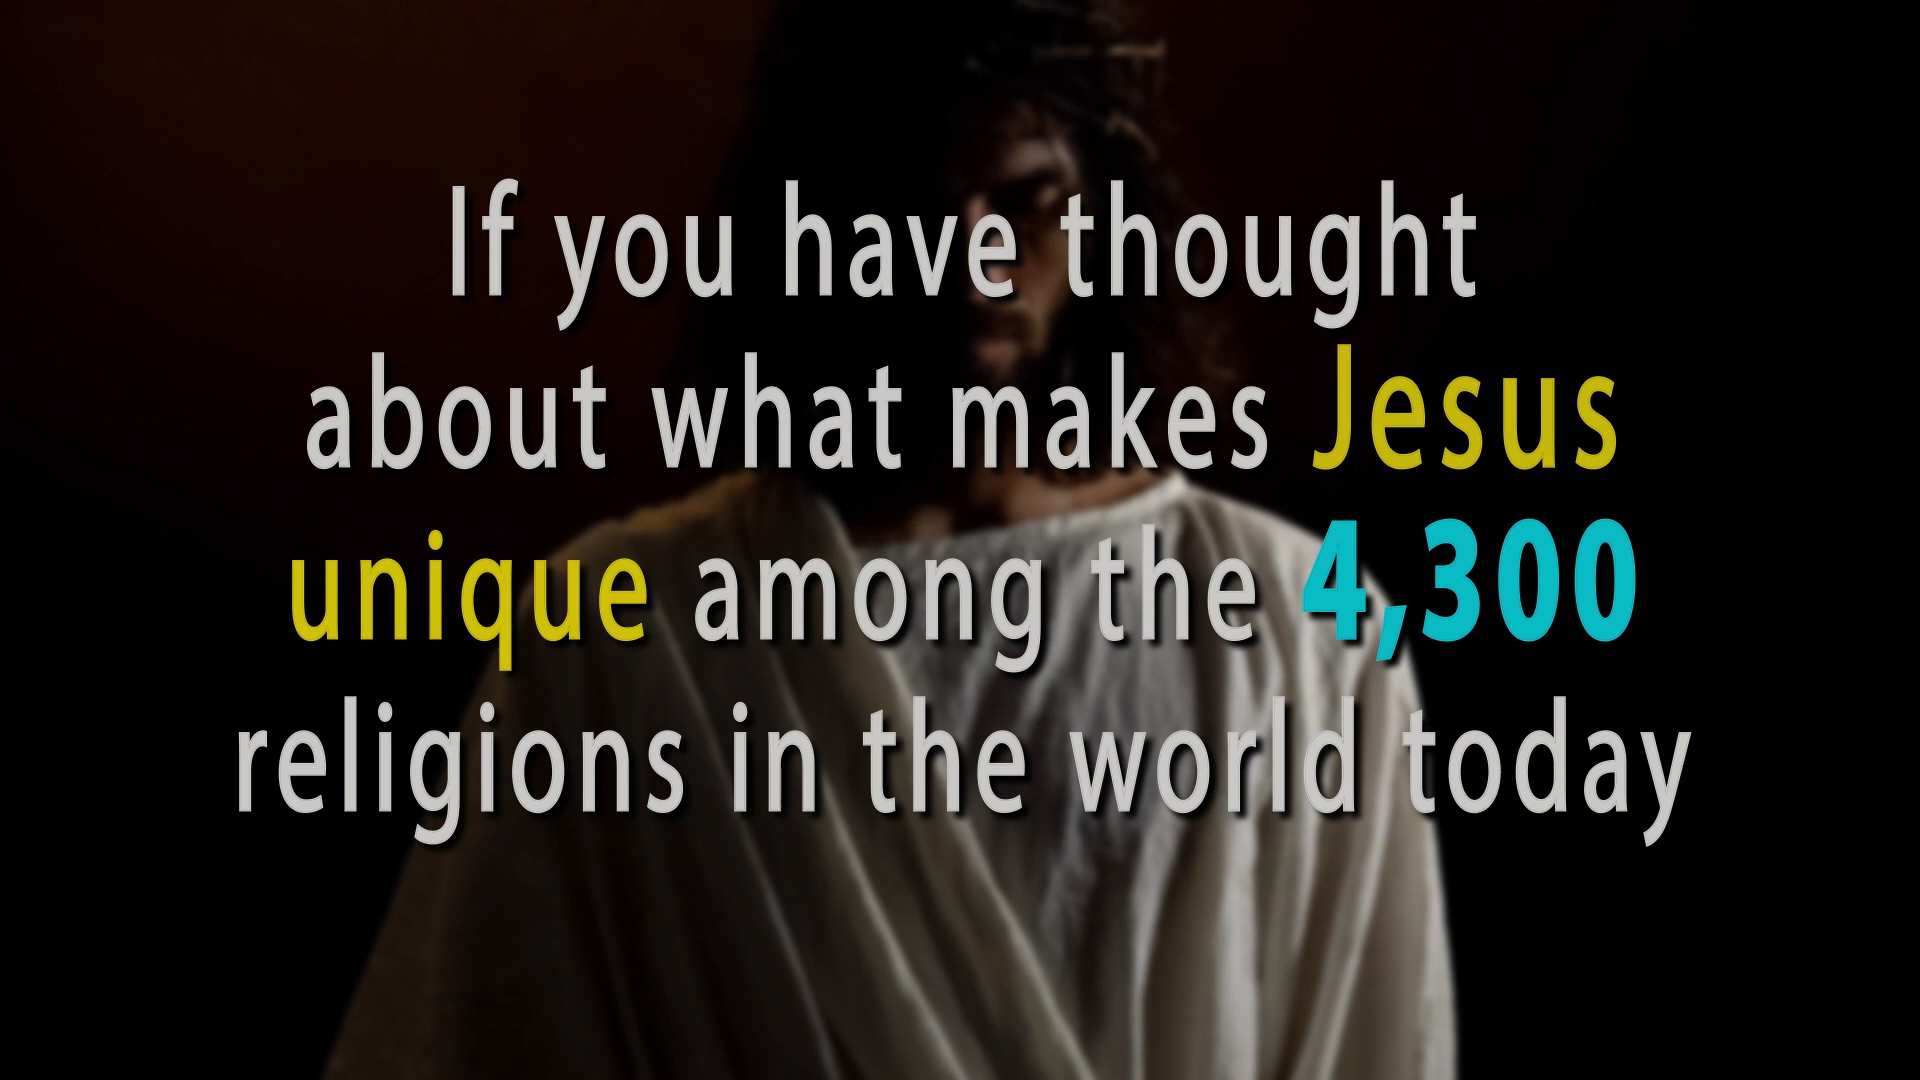 If you have thought
about what makes Jesus
unique among the 4,300
religions in the world today